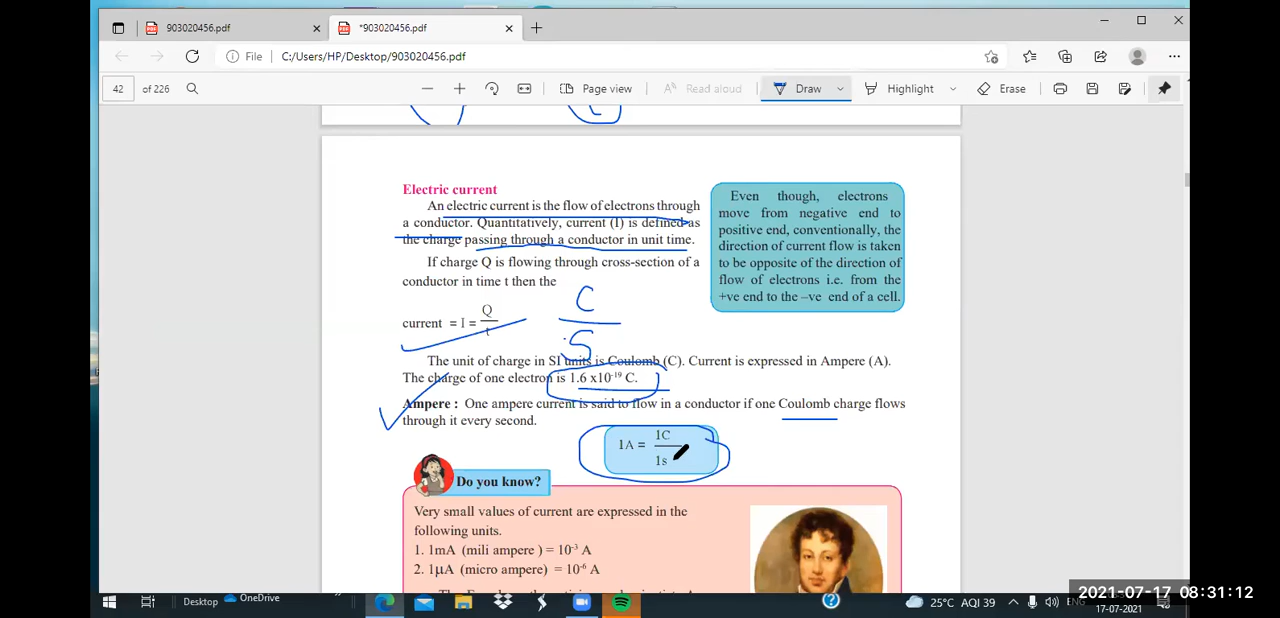 903020456.pdf
*903020456.pdf
File
C:/Users/HP/Desktop/903020456.pdf
42
of 226
Page view
Read aloud
Draw
Highlight
Erase
Electric current
An electric current is the flow of electrons through
a conductor. Quantitatively, current (I) is defined as
the charge passing through a conductor in unit time.
If charge Q is flowing through cross-section of a
conductor in time t then the
current = I = Q
t
C
S
Even though, electrons
move from negative end to
positive end, conventionally, the
direction of current flow is taken
to be opposite of the direction of
flow of electrons i.e. from the
+ve end to the –ve end of a cell.
The unit of charge in SI units is Coulomb (C). Current is expressed in Ampere (A).
The charge of one electron is 1.6 x10⁻¹⁹ C.
Ampere : One ampere current is said to flow in a conductor if one Coulomb charge flows
through it every second.
1A = 1C
1s
Do you know?
Very small values of current are expressed in the
following units.
1. 1mA (mili ampere ) = 10⁻³ A
2. 1μA (micro ampere) = 10⁻⁶ A
Desktop
OneDrive
25°C AQI 39
ENG
2021-07-17 08:31:12
17-07-2021